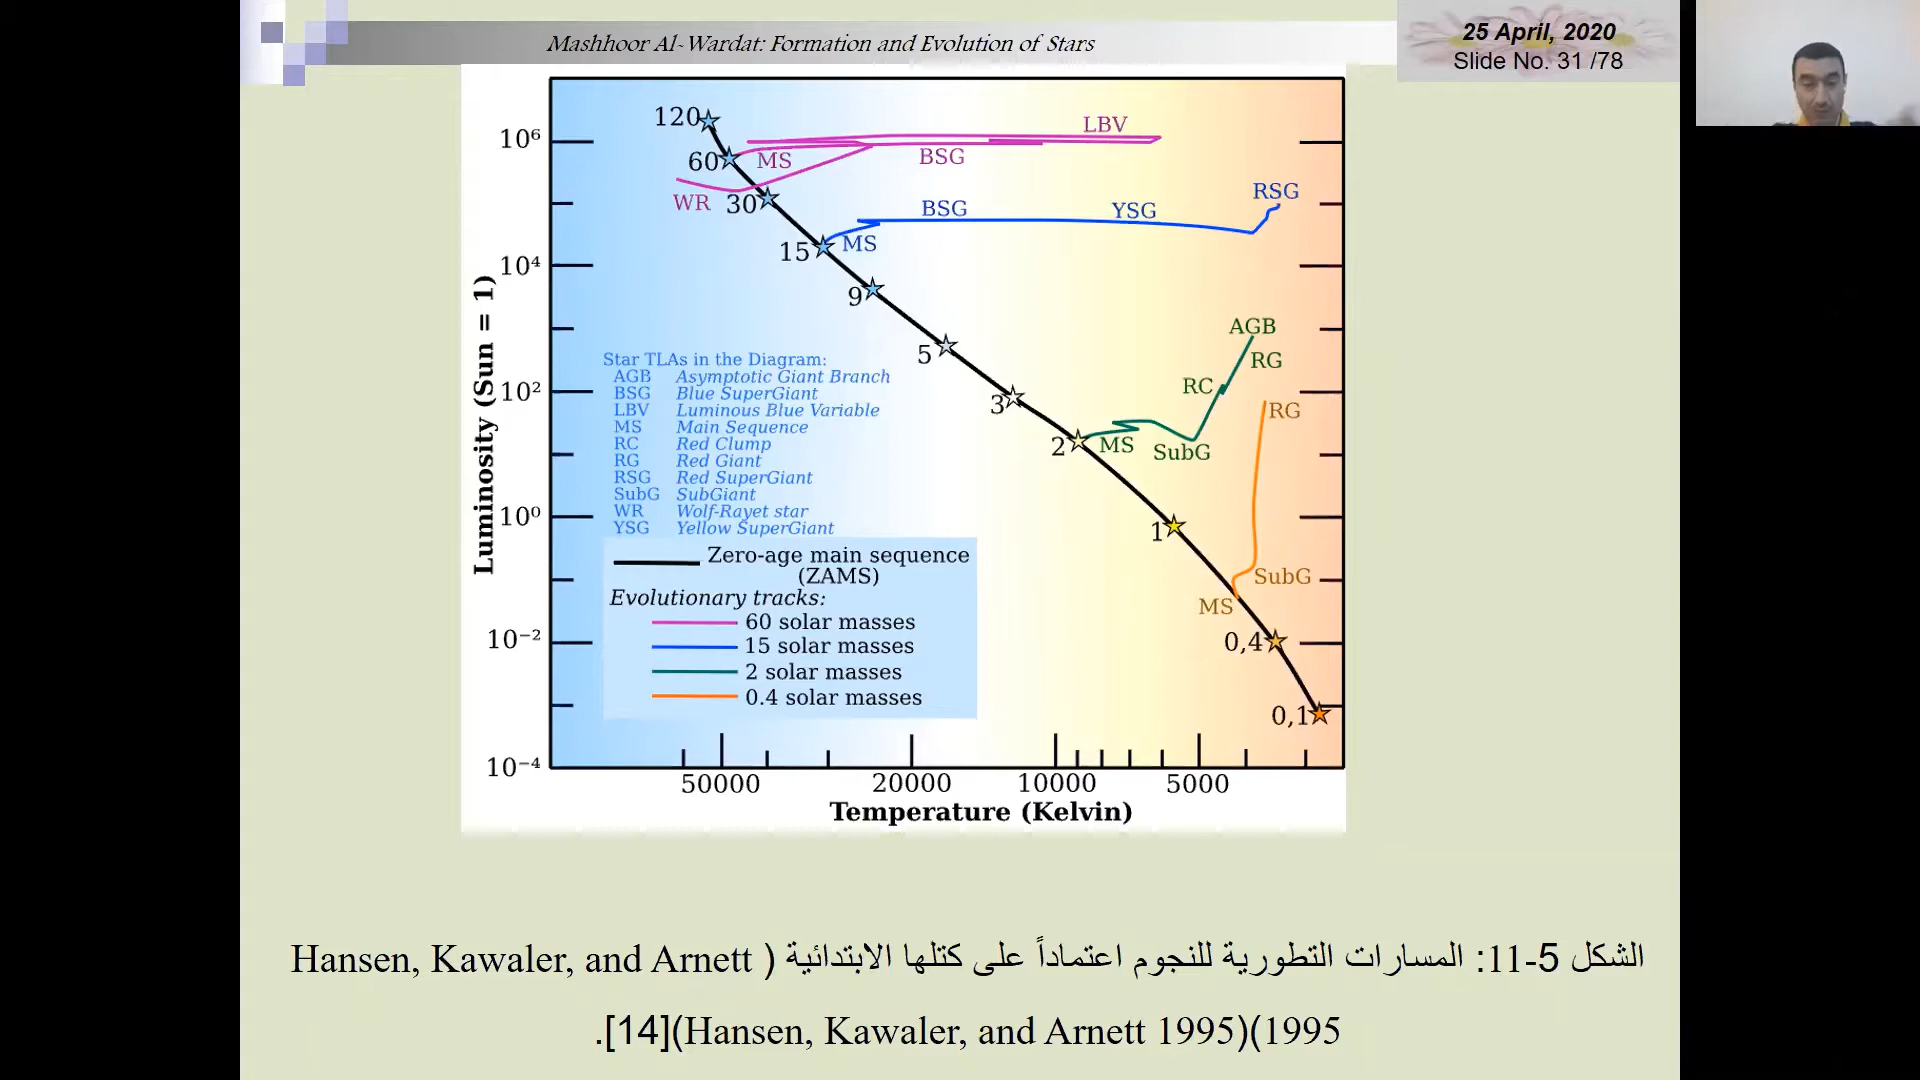 Mashhoor Al-Wardat: Formation and Evolution of Stars
25 April, 2020
Slide No. 31 /78
Luminosity (Sun = 1)
10⁶
10⁴
10²
10⁰
10⁻²
10⁻⁴
120
60
30
15
9
5
3
2
1
0,4
0,1
LBV
MS
BSG
WR
RSG
BSG
YSG
MS
AGB
RG
RC
MS
SubG
RG
SubG
MS
Star TLAs in the Diagram:
AGB Asymptotic Giant Branch
BSG Blue SuperGiant
LBV Luminous Blue Variable
MS Main Sequence
RC Red Clump
RG Red Giant
RSG Red SuperGiant
SubG SubGiant
WR Wolf-Rayet star
YSG Yellow SuperGiant
Zero-age main sequence
(ZAMS)
Evolutionary tracks:
60 solar masses
15 solar masses
2 solar masses
0.4 solar masses
50000 20000 10000 5000
Temperature (Kelvin)
الشكل 5-11: المسارات التطورية للنجوم اعتماداً على كتلها الابتدائية ( Hansen, Kawaler, and Arnett
1995)(Hansen, Kawaler, and Arnett 1995)[14].